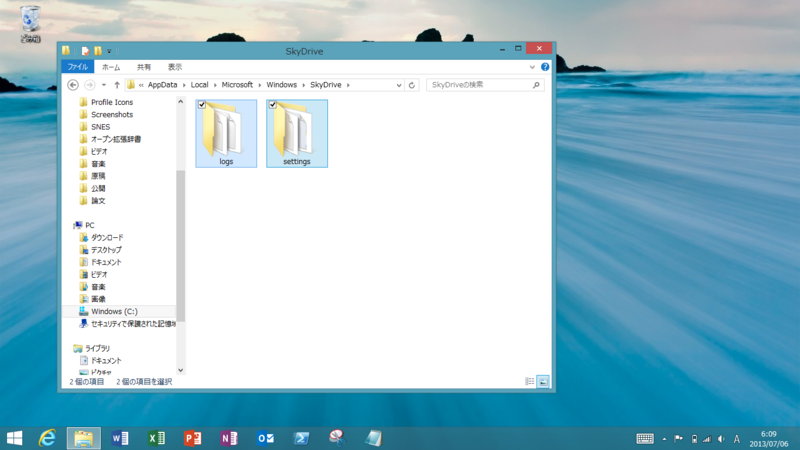 ごみ箱
SkyDrive
ファイル ホーム 共有 表示
« AppData Local Microsoft Windows SkyDrive
SkyDriveの検索
Profile Icons
Screenshots
SNES
オープン拡張辞書
ビデオ
音楽
原稿
公開
論文
PC
ダウンロード
デスクトップ
ドキュメント
ビデオ
音楽
画像
Windows (C:)
セキュリティで保護された記憶域
ライブラリ
ドキュメント
ピクチャ
logs
settings
2 個の項目 2 個の項目を選択
A
6:09
2013/07/06